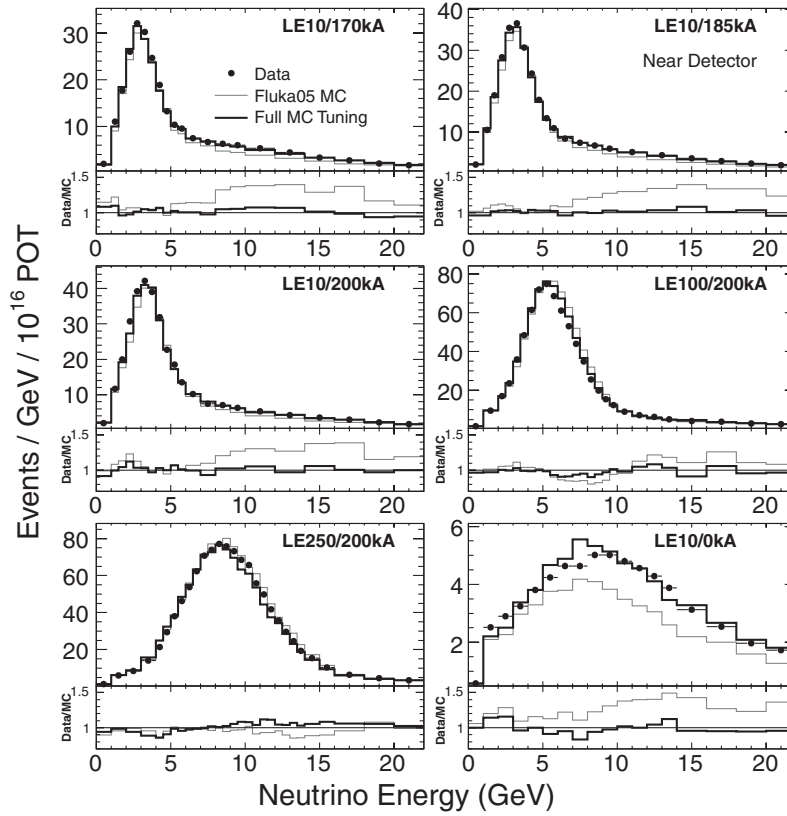 Events / GeV / 10¹⁶ POT
LE10/170kA
30
20
10
Data
Fluka05 MC
Full MC Tuning
Data/MC
1.5
1
0 5 10 15 20
LE10/185kA
Near Detector
40
30
20
10
Data/MC
1.5
1
0 5 10 15 20
LE10/200kA
40
30
20
10
Data/MC
1.5
1
0 5 10 15 20
LE100/200kA
80
60
40
20
Data/MC
1.5
1
0 5 10 15 20
LE250/200kA
80
60
40
20
Data/MC
1.5
1
0 5 10 15 20
LE10/0kA
6
4
2
Data/MC
1.5
1
0 5 10 15 20
Neutrino Energy (GeV)